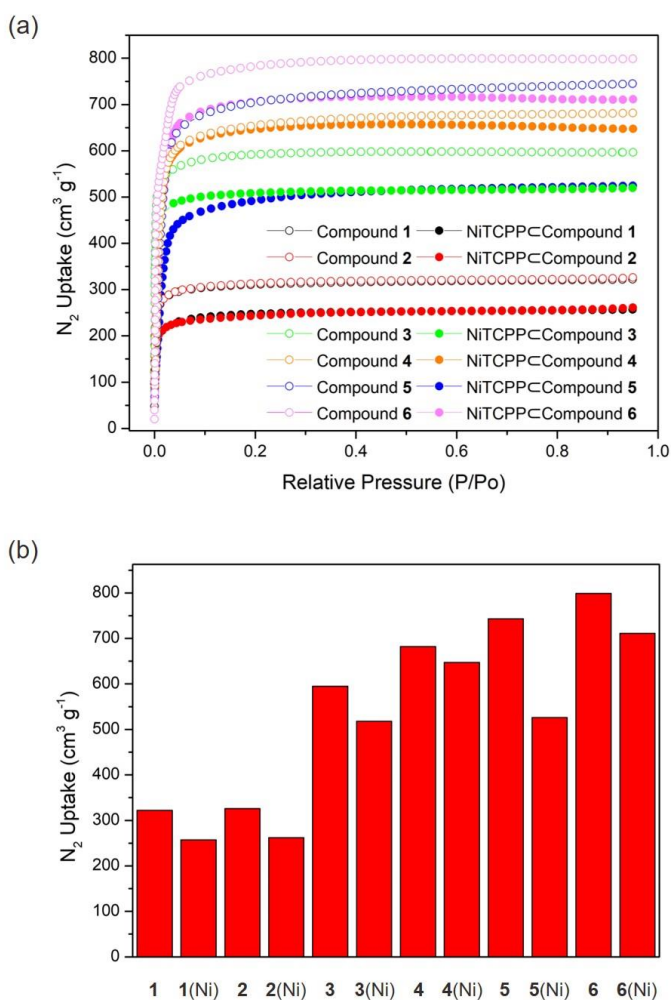 (a)
N₂ Uptake (cm³ g⁻¹)
800
700
600
500
400
300
200
100
0
Compound 1 NiTCPP⊂Compound 1
Compound 2 NiTCPP⊂Compound 2
Compound 3 NiTCPP⊂Compound 3
Compound 4 NiTCPP⊂Compound 4
Compound 5 NiTCPP⊂Compound 5
Compound 6 NiTCPP⊂Compound 6
0.0 0.2 0.4 0.6 0.8 1.0
Relative Pressure (P/Po)
(b)
N₂ Uptake (cm³ g⁻¹)
800
700
600
500
400
300
200
100
0
1 1(Ni) 2 2(Ni) 3 3(Ni) 4 4(Ni) 5 5(Ni) 6 6(Ni)